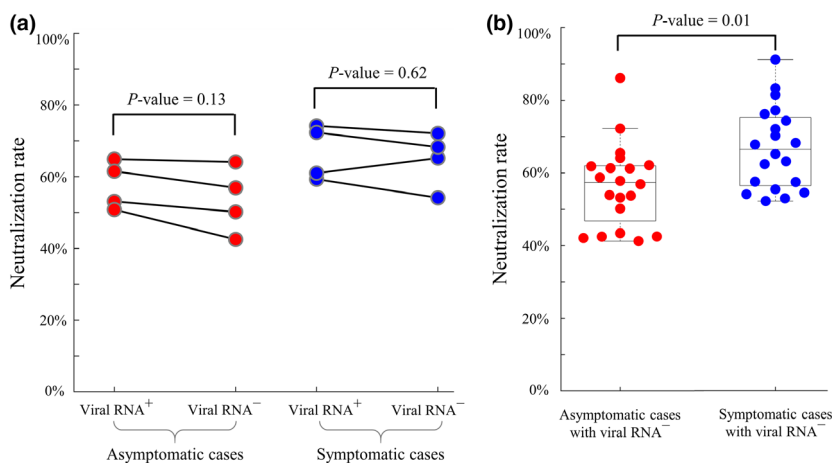 (a)
100%
80%
60%
40%
20%
0%
Neutralization rate
P-value = 0.13
P-value = 0.62
Viral RNA+ Viral RNA− Viral RNA+ Viral RNA−
Asymptomatic cases Symptomatic cases
(b)
100%
80%
60%
40%
20%
0%
Neutralization rate
P-value = 0.01
Asymptomatic cases
with viral RNA−
Symptomatic cases
with viral RNA−